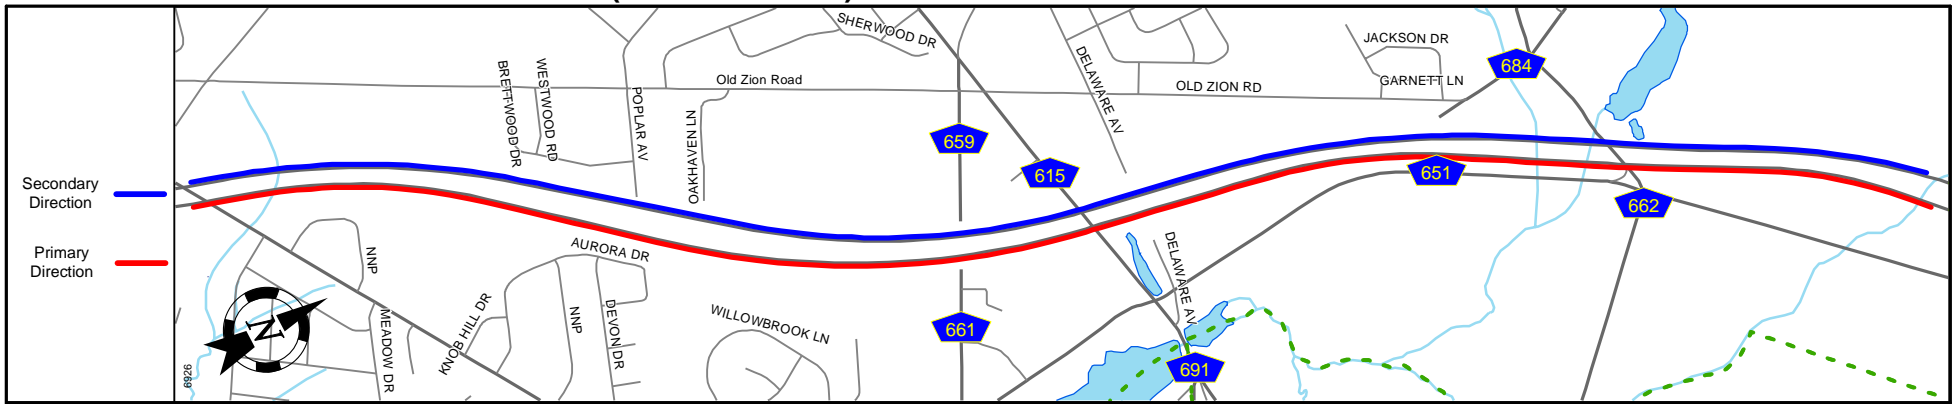 SHERWOOD DR
DELAWARE AV
JACKSON DR
684
BRETTWOOD DR
WESTWOOD RD
Old Zion Road
OLD ZION RD
GARNETT LN
POPLAR AV
OAKHAVEN LN
659
615
651
Secondary
Direction
662
Primary
Direction
NNP
AURORA DR
DELAWARE AV
N
MEADOW DR
KNOB HILL DR
NNP
DEVON DR
WILLOWBROOK LN
661
691
6926